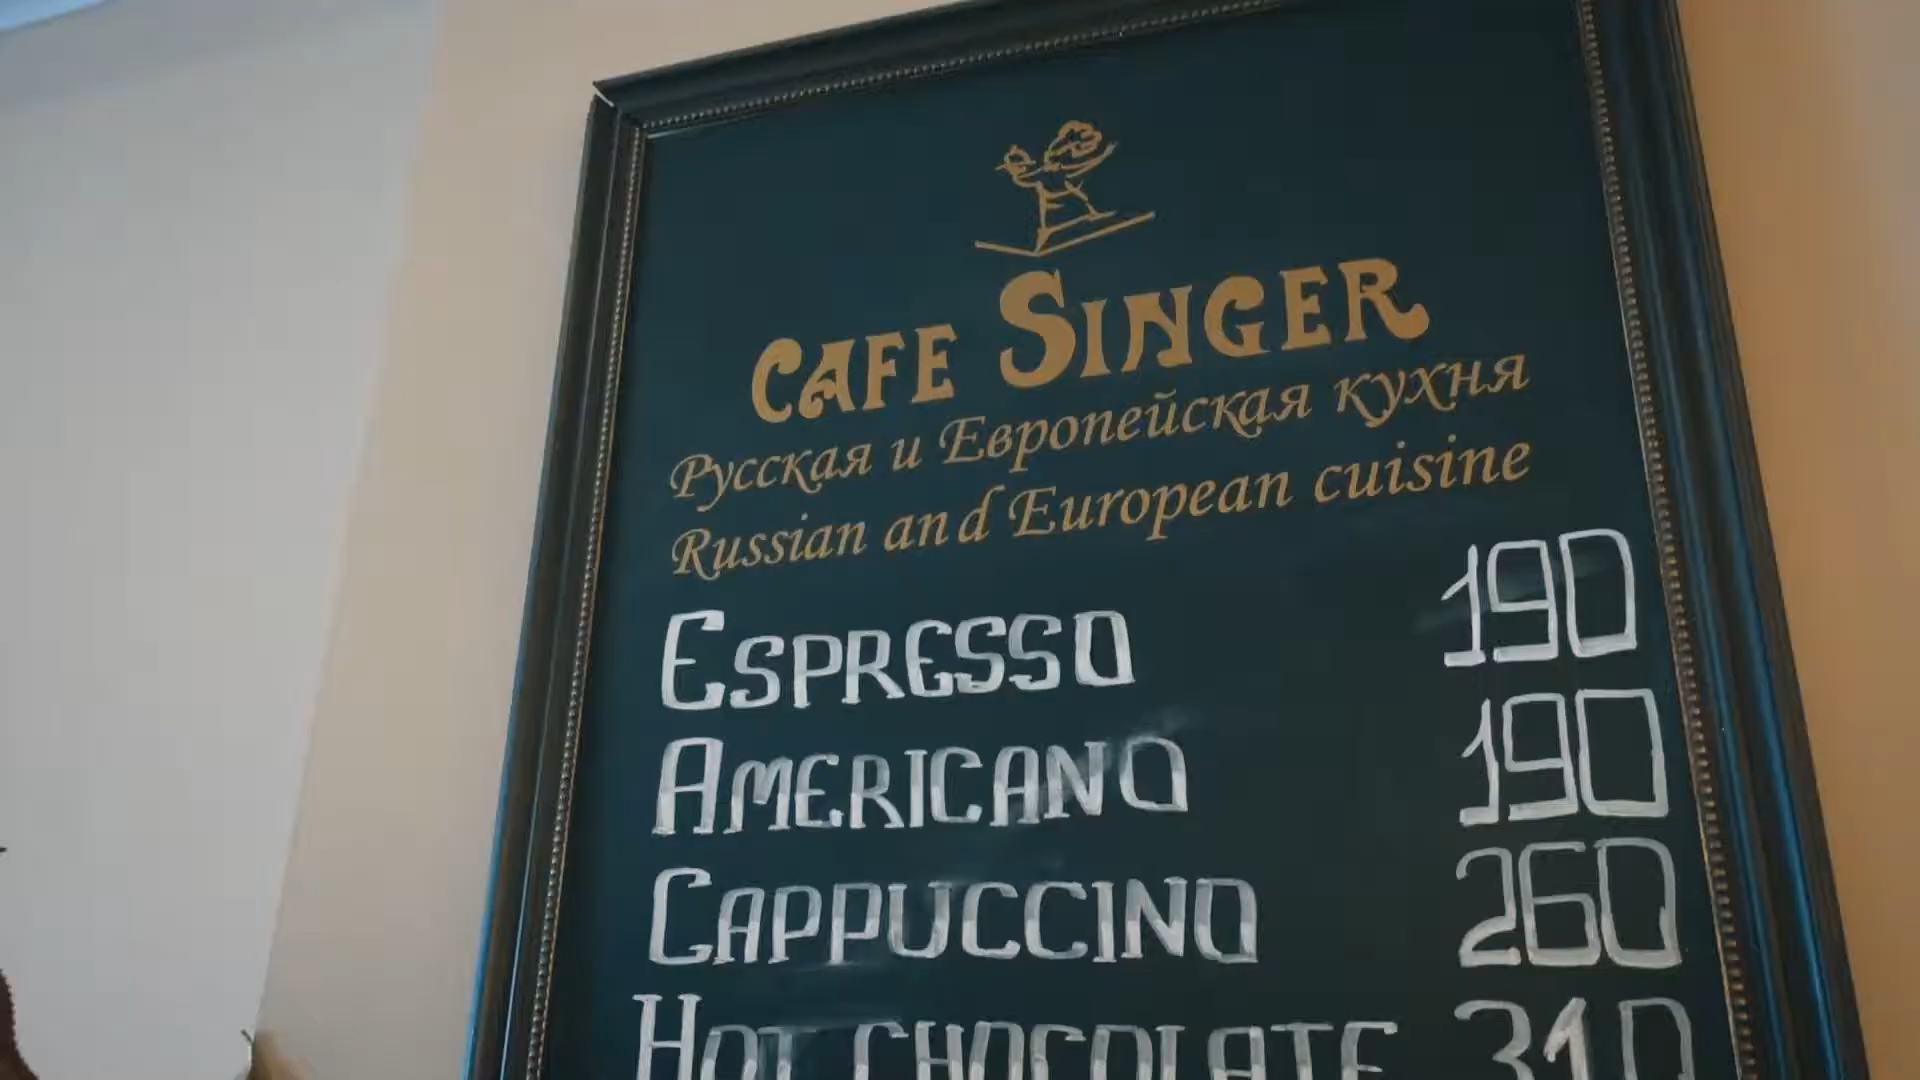 CAFE SINGER
Русская и Европейская кухня
Russian and European cuisine
ESPRESSO 190
AMERICANO 190
CAPPUCCINO 260
HOT CHOCOLATE 310